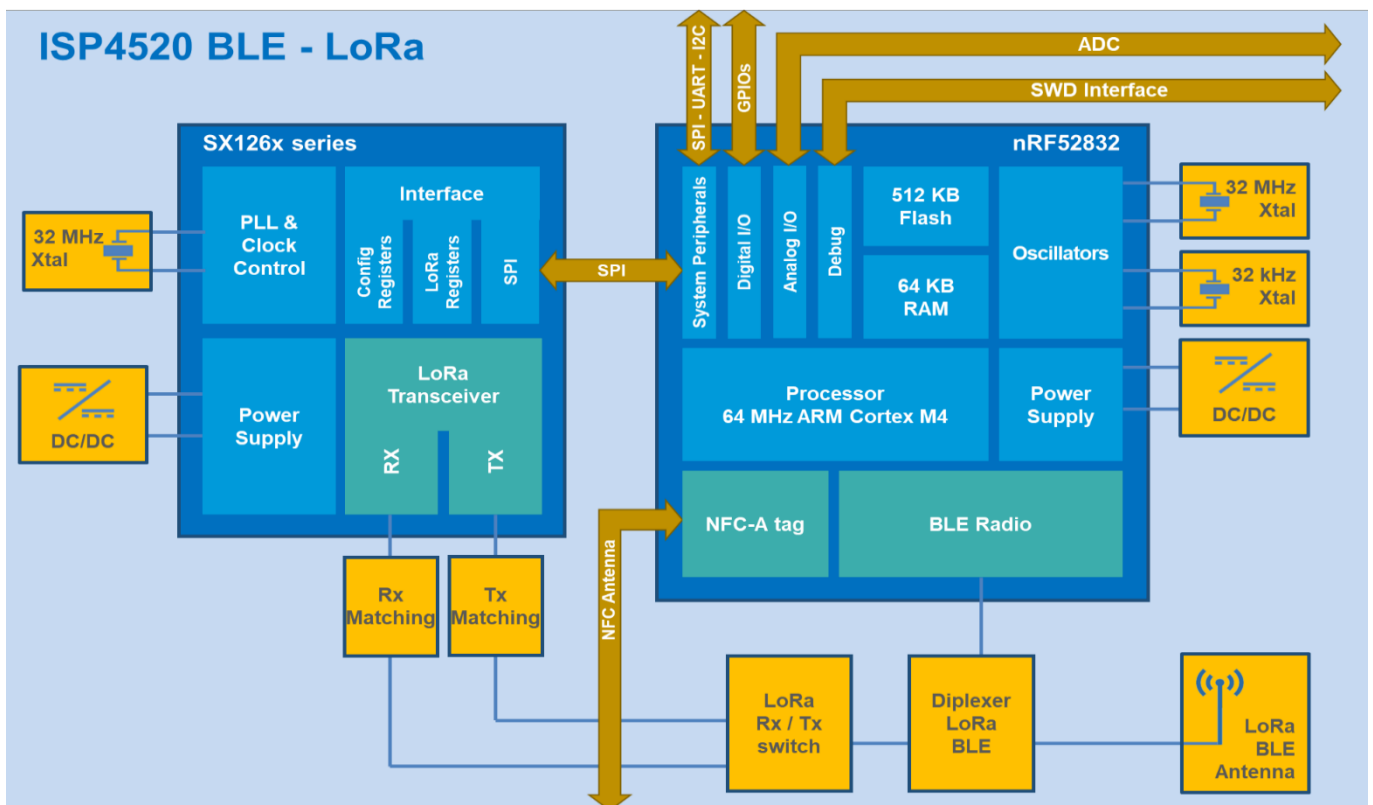 ISP4520 BLE - LoRa
SPI - UART - I2C
GPIOs
ADC
SWD Interface
SX126x series
PLL &
Clock
Control
Interface
Config
Registers
LoRa
Registers
SPI
32 MHz
Xtal
Power
Supply
DC/DC
LoRa
Transceiver
RX
TX
SPI
nRF52832
System Peripherals
Digital I/O
Analog I/O
Debug
512 KB
Flash
64 KB
RAM
Oscillators
32 MHz
Xtal
32 kHz
Xtal
Processor
64 MHz ARM Cortex M4
Power
Supply
DC/DC
NFC-A tag
BLE Radio
NFC Antenna
Rx
Matching
Tx
Matching
LoRa
Rx / Tx
switch
Diplexer
LoRa
BLE
LoRa
BLE
Antenna